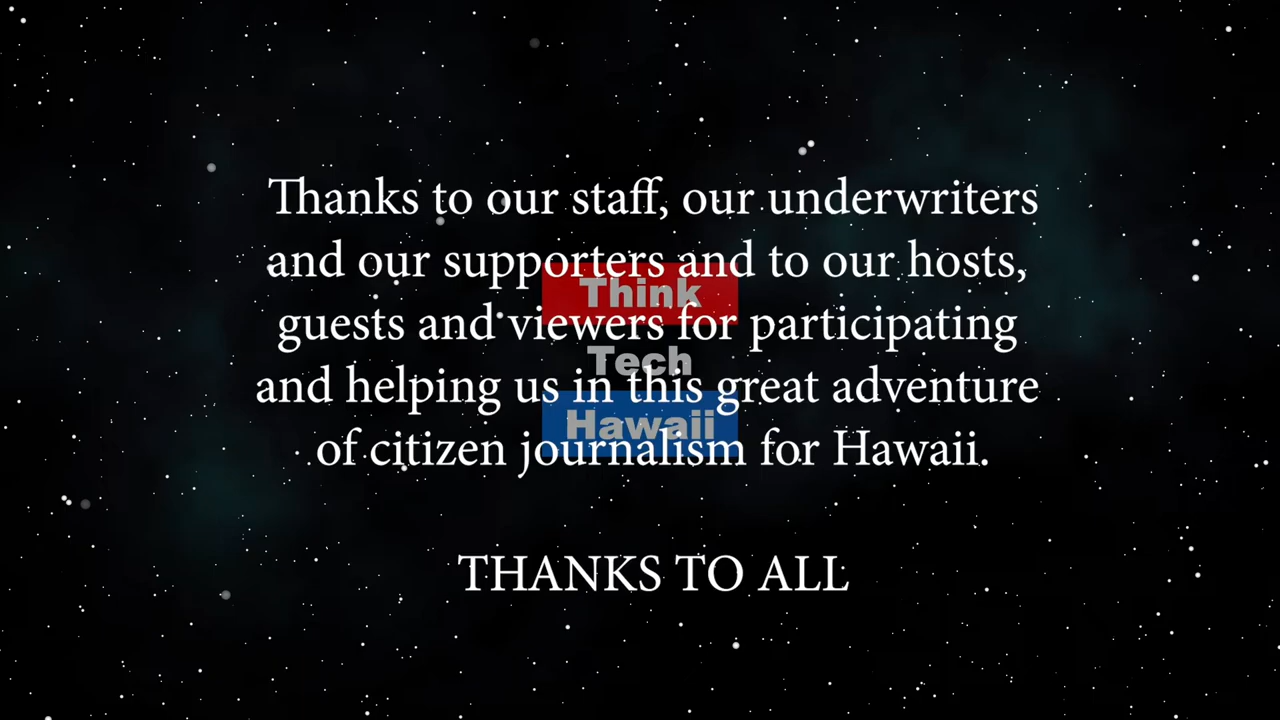 Thanks to our staff, our underwriters
and our supporters and to our hosts,
Think
guests and viewers for participating
Tech
and helping us in this great adventure
Hawaii
of citizen journalism for Hawaii.
THANKS TO ALL